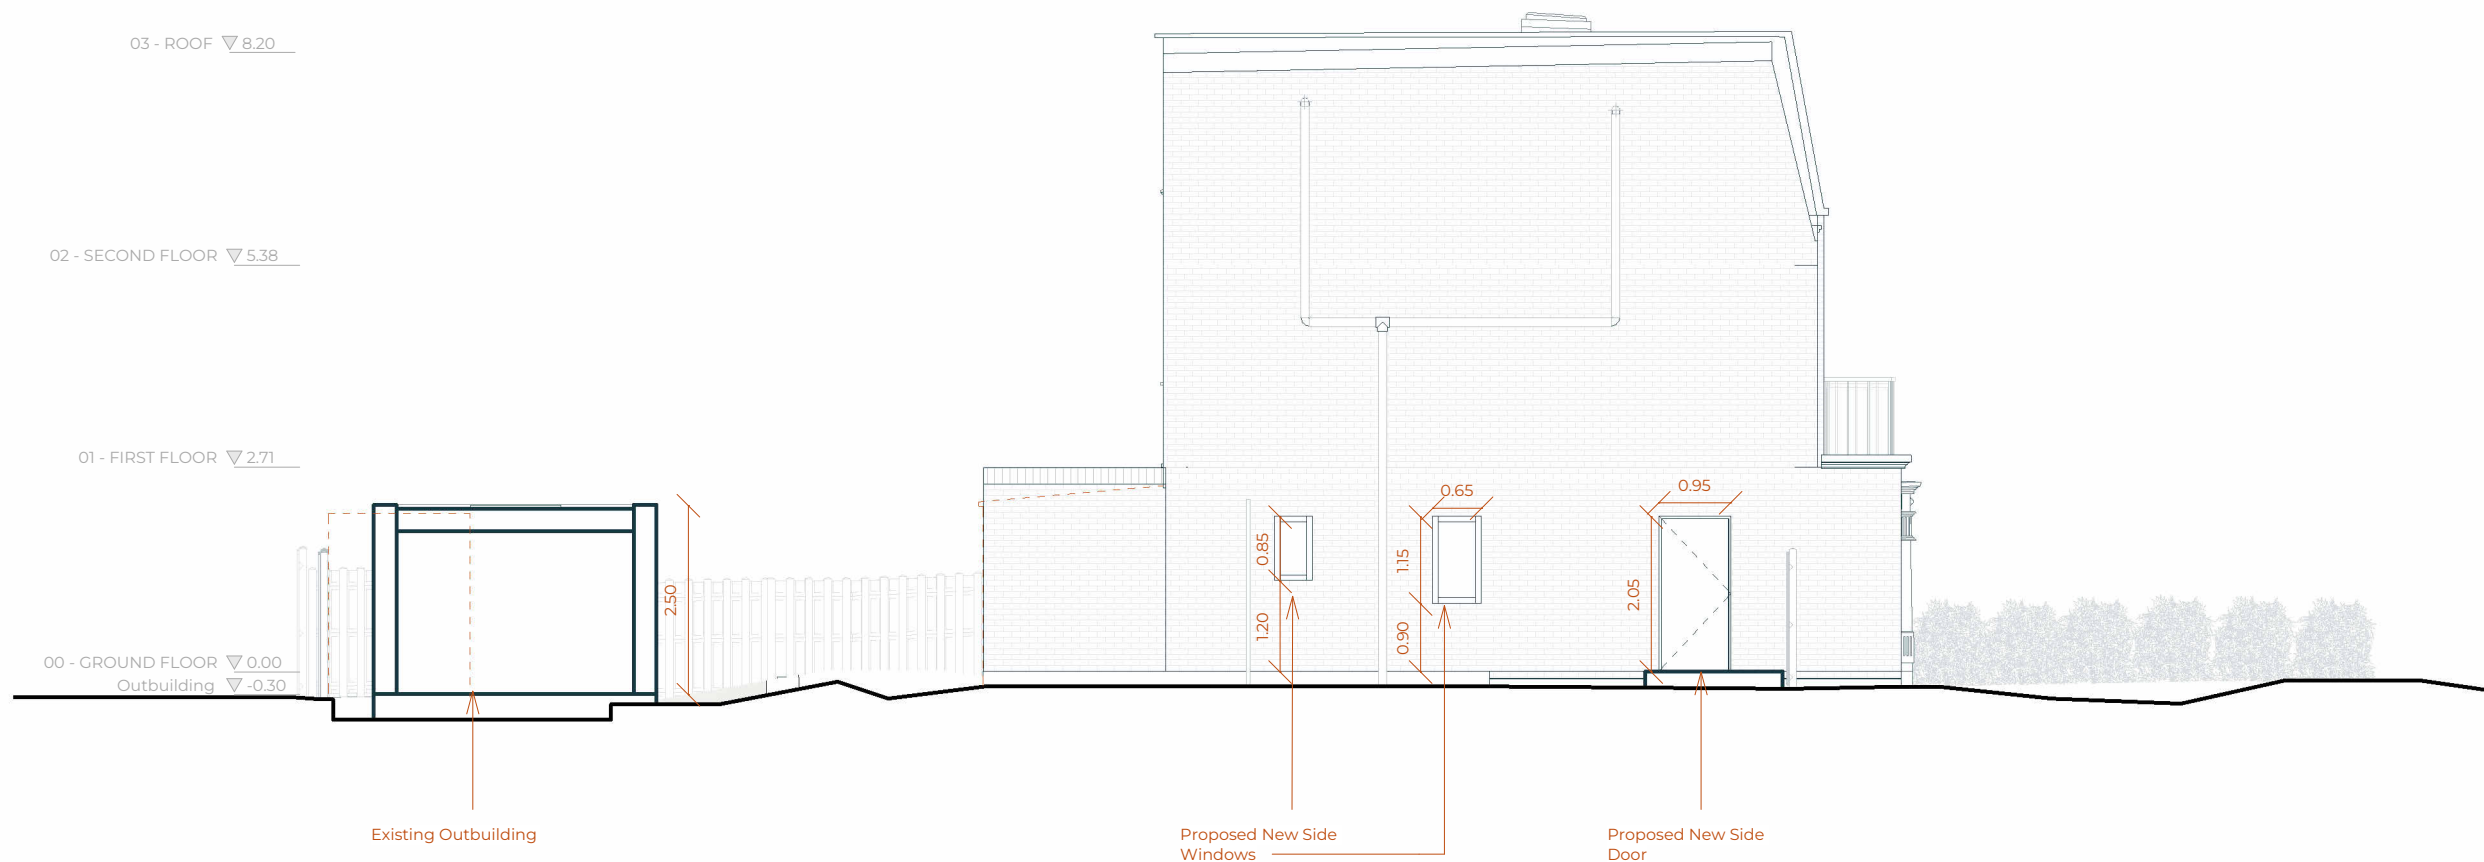 03 - ROOF 8.20
02 - SECOND FLOOR 5.38
01 - FIRST FLOOR 2.71
0.65
0.95
0.85
1.15
2.50
2.05
1.20
0.90
00 - GROUND FLOOR 0.00
Outbuilding -0.30
Existing Outbuilding
Proposed New Side
Windows
Proposed New Side
Door